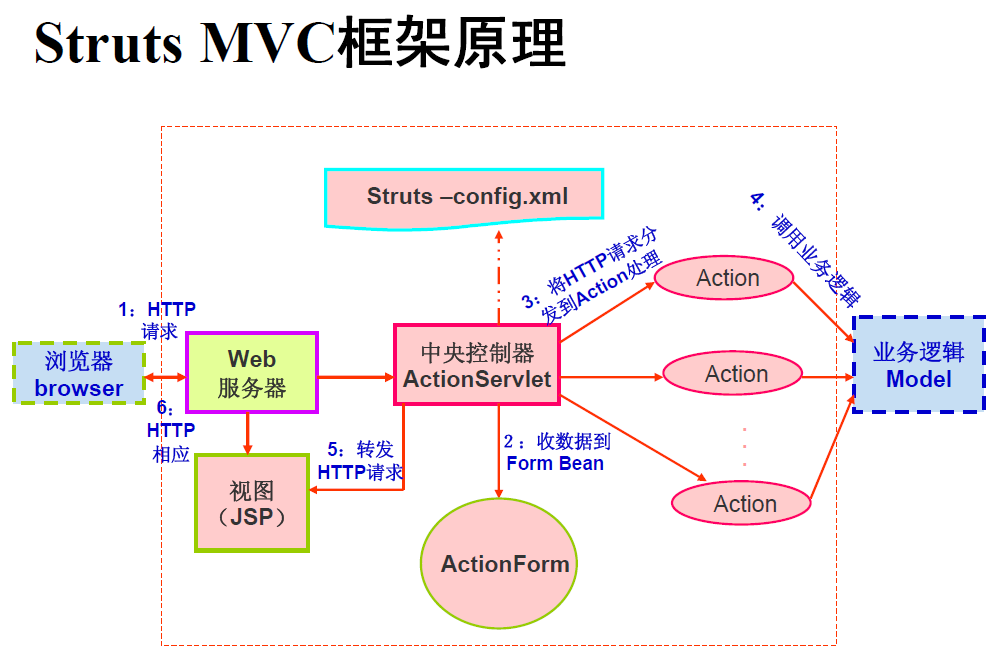 Struts MVC框架原理
Struts –config.xml
4：调用业务逻辑
3：将HTTP请求分
发到Action处理
Action
1：HTTP
请求
浏览器
browser
Web
服务器
中央控制器
ActionServlet
Action
业务逻辑
Model
6：
HTTP
相应
5：转发
HTTP请求
2 ：收数据到
Form Bean
视图
（JSP）
Action
ActionForm